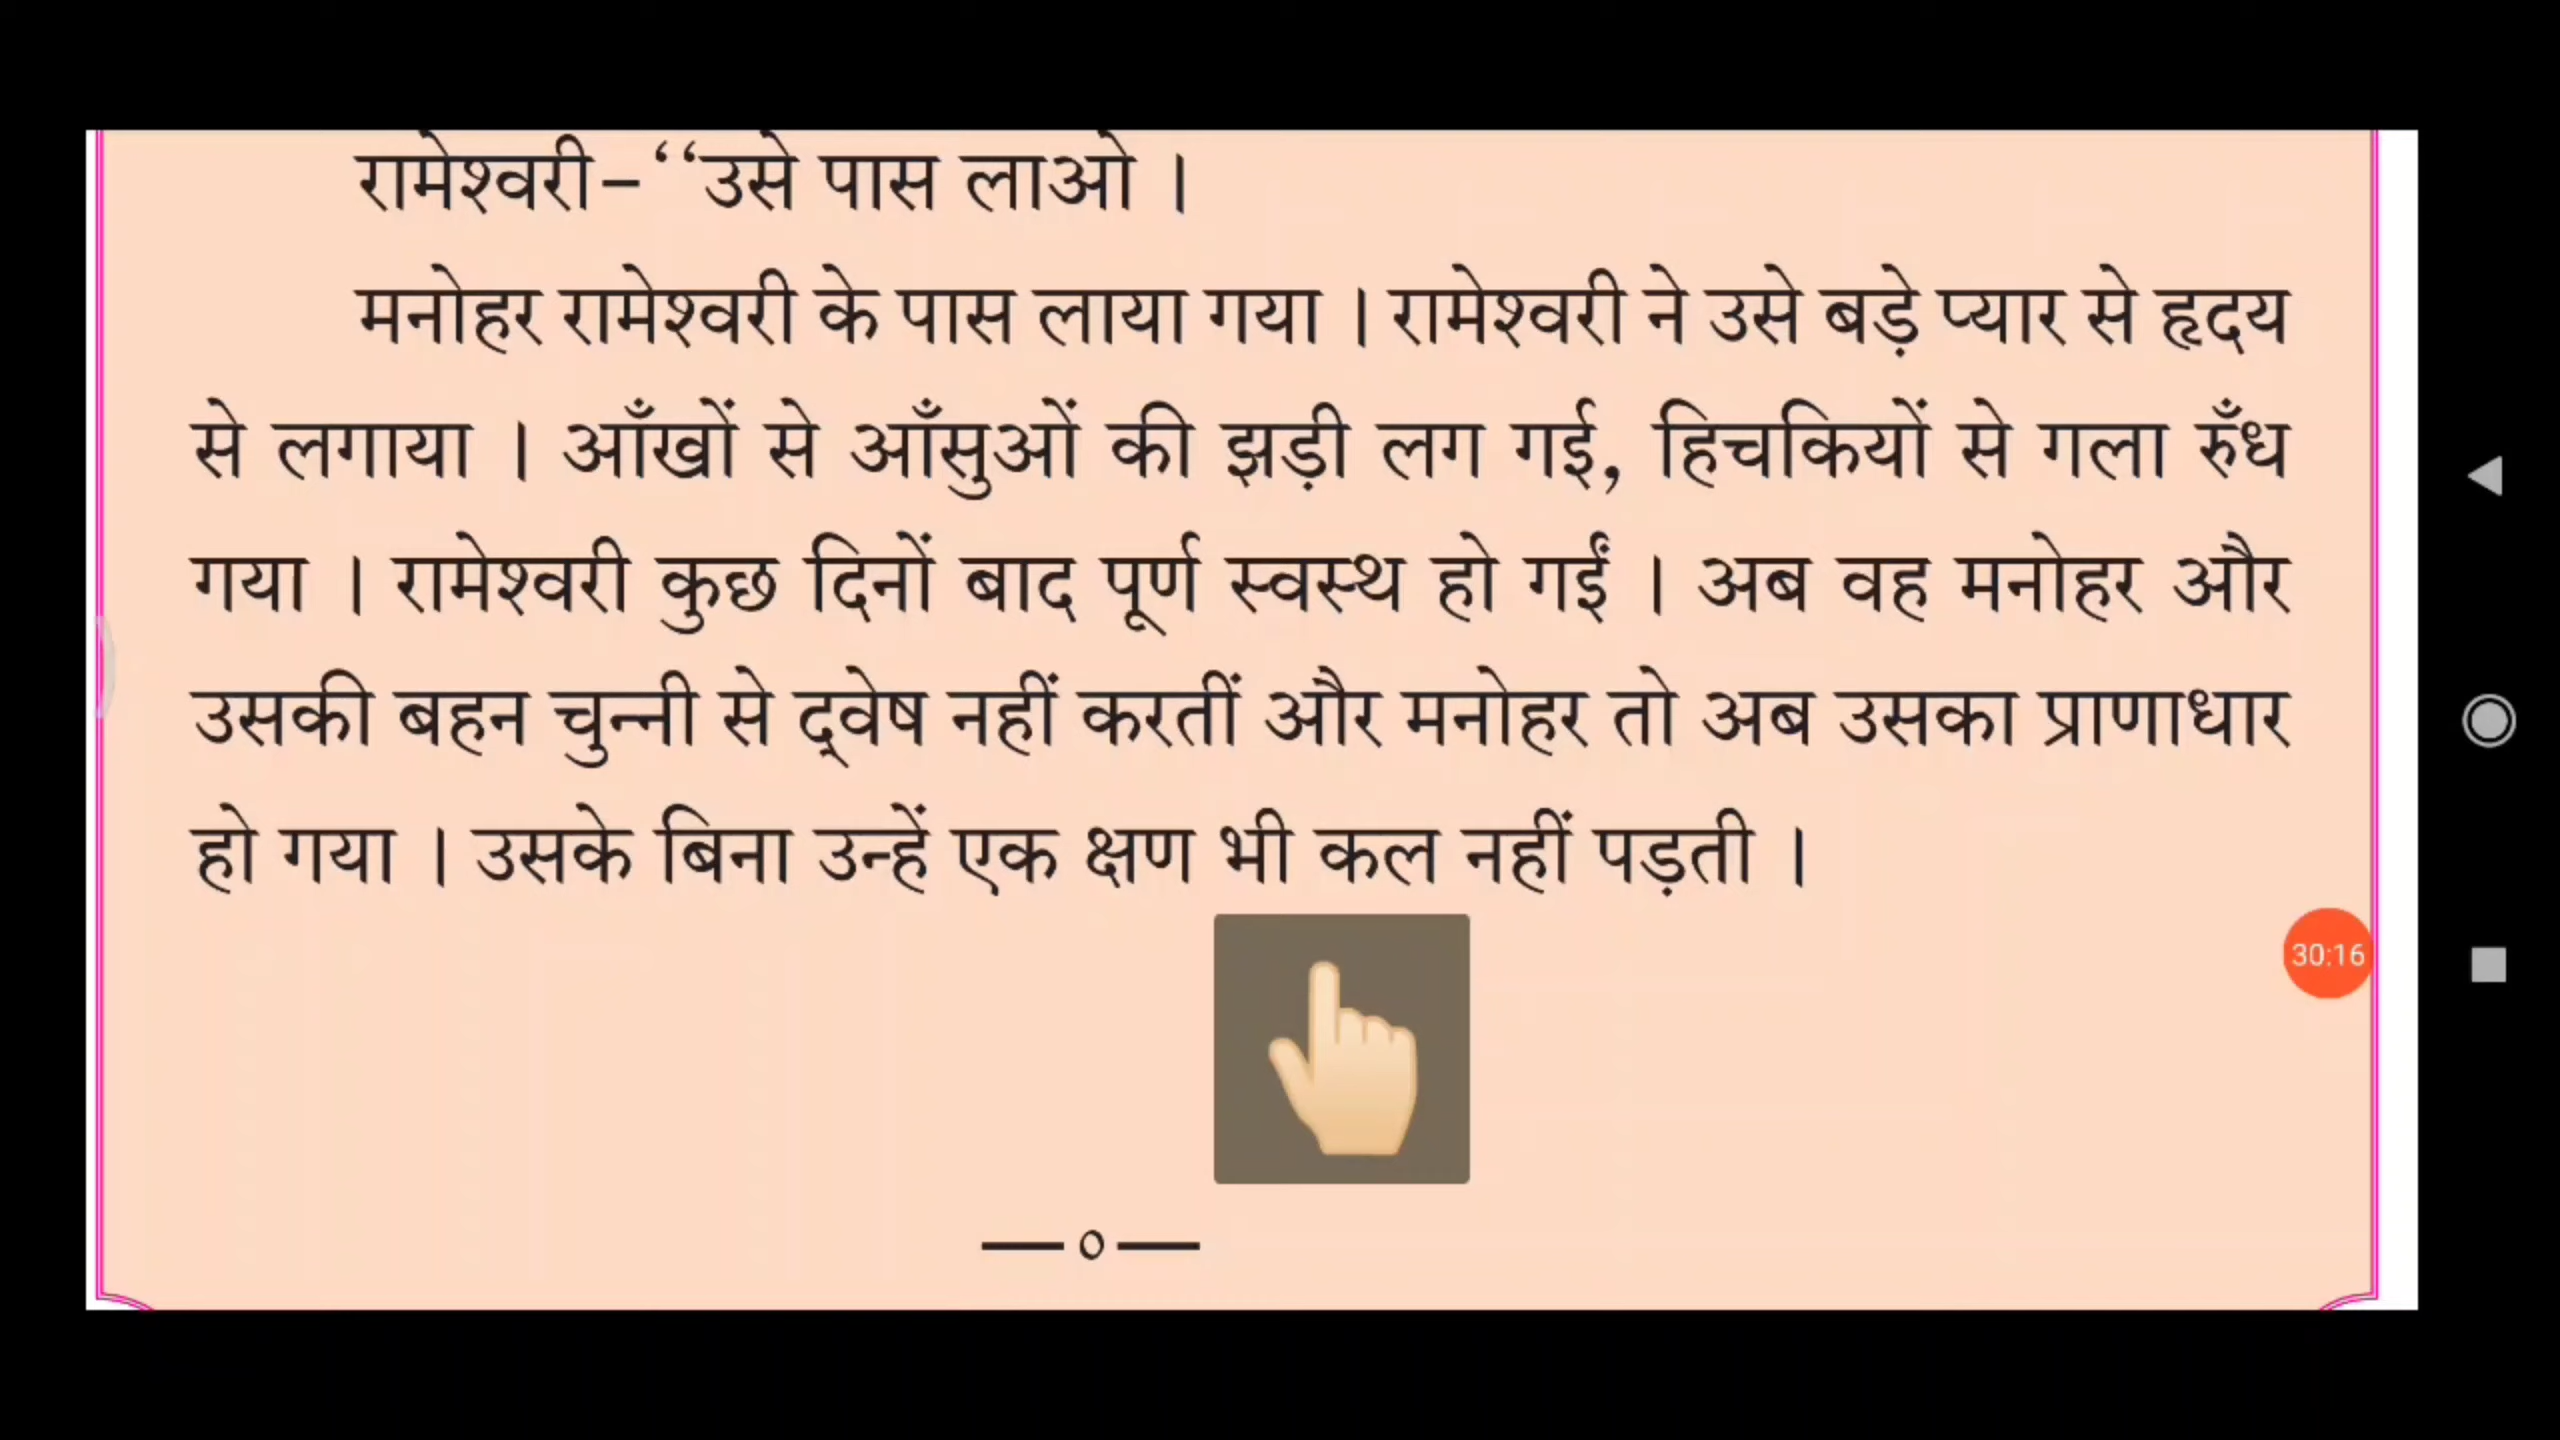 रामेश्वरी–‘‘उसे पास लाओ ।
मनोहर रामेश्वरी के पास लाया गया । रामेश्वरी ने उसे बड़े प्यार से हृदय
से लगाया । आँखों से आँसुओं की झड़ी लग गई, हिचकियों से गला रुँध
गया । रामेश्वरी कुछ दिनों बाद पूर्ण स्वस्थ हो गईं । अब वह मनोहर और
उसकी बहन चुन्नी से द्‌वेष नहीं करतीं और मनोहर तो अब उसका प्राणाधार
हो गया । उसके बिना उन्हें एक क्षण भी कल नहीं पड़ती ।
30:16
— ० —